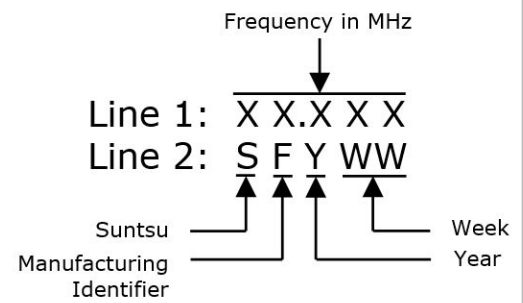 Frequency in MHz
Line 1: X X.X X X
Line 2: S F Y WW
Suntsu
Week
Manufacturing
Identifier
Year